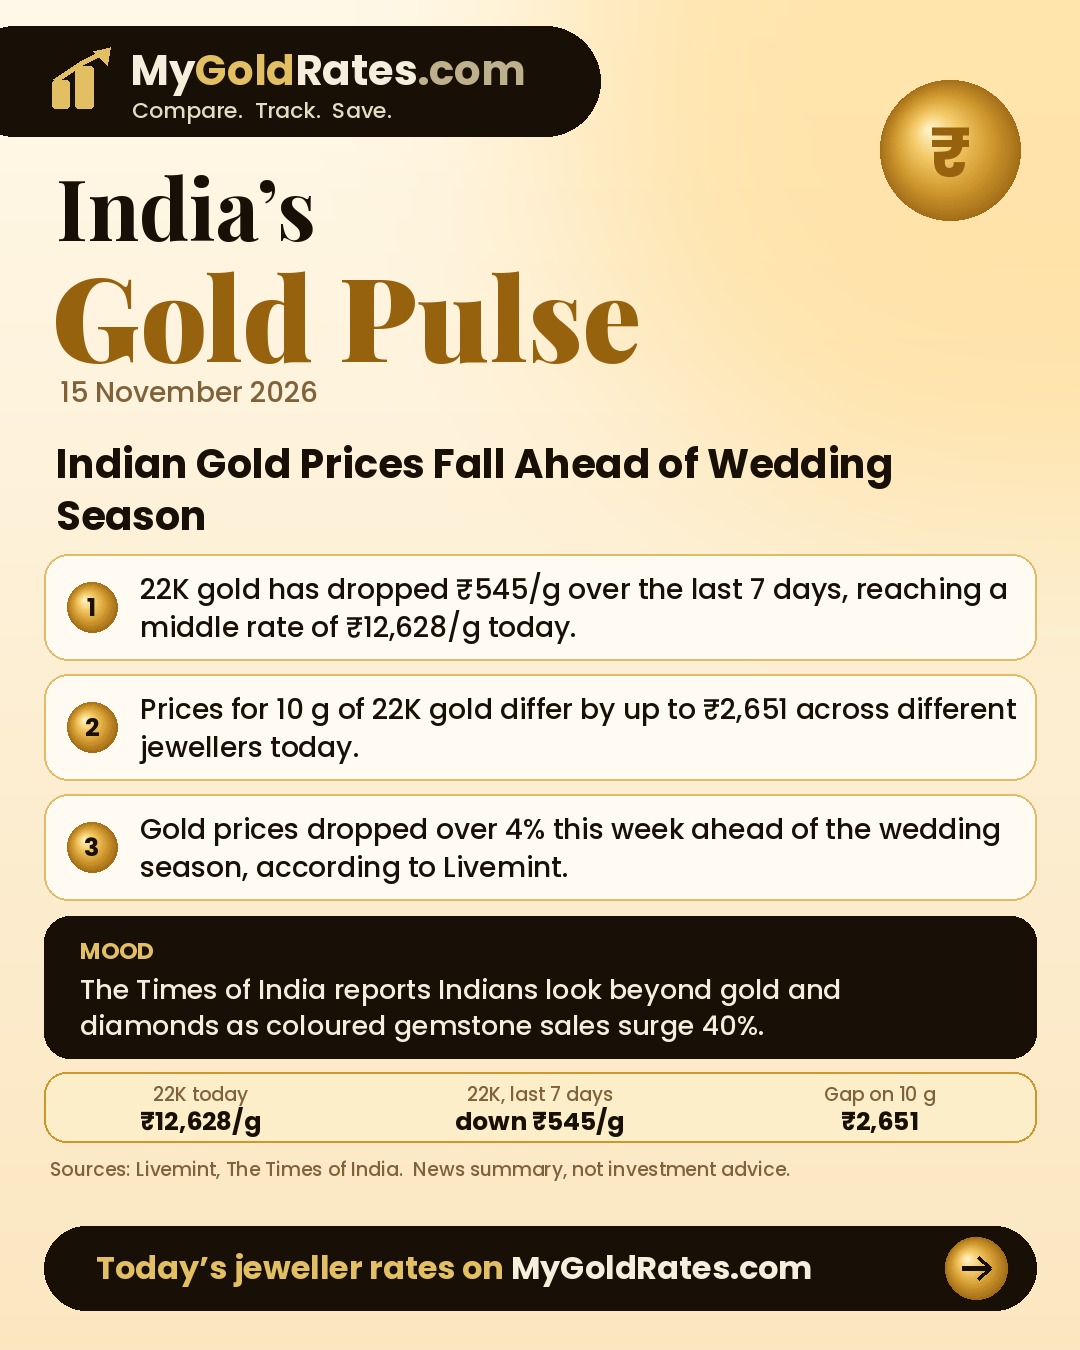 MyGoldRates.com
Compare. Track. Save.
₹
India’s
Gold Pulse
15 November 2026
Indian Gold Prices Fall Ahead of Wedding
Season
1
22K gold has dropped ₹545/g over the last 7 days, reaching a
middle rate of ₹12,628/g today.
2
Prices for 10 g of 22K gold differ by up to ₹2,651 across different
jewellers today.
3
Gold prices dropped over 4% this week ahead of the wedding
season, according to Livemint.
MOOD
The Times of India reports Indians look beyond gold and
diamonds as coloured gemstone sales surge 40%.
22K today
₹12,628/g
22K, last 7 days
down ₹545/g
Gap on 10 g
₹2,651
Sources: Livemint, The Times of India. News summary, not investment advice.
Today’s jeweller rates on MyGoldRates.com